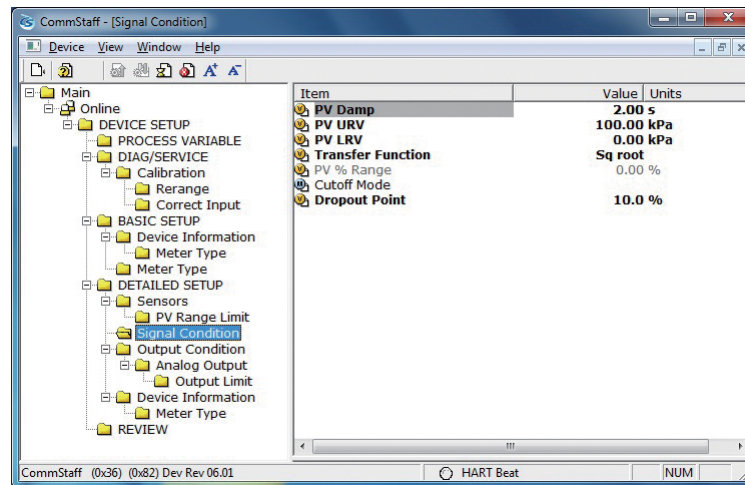 CommStaff - [Signal Condition]
Device View Window Help
Main
Online
DEVICE SETUP
PROCESS VARIABLE
DIAG/SERVICE
Calibration
Rerange
Correct Input
BASIC SETUP
Device Information
Meter Type
Meter Type
DETAILED SETUP
Sensors
PV Range Limit
Signal Condition
Output Condition
Analog Output
Output Limit
Device Information
Meter Type
REVIEW
Item Value Units
PV Damp 2.00 s
PV URV 100.00 kPa
PV LRV 0.00 kPa
Transfer Function Sq root
PV % Range 0.00 %
Cutoff Mode
Dropout Point 10.0 %
CommStaff (0x36) (0x82) Dev Rev 06.01 HART Beat NUM